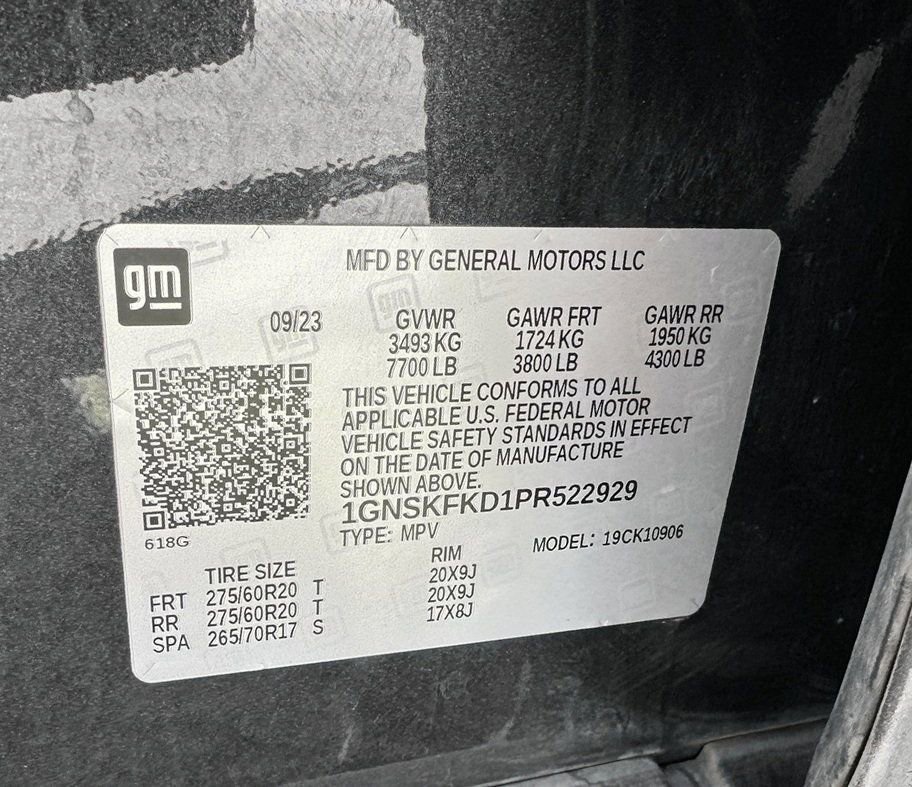 gm
MFD BY GENERAL MOTORS LLC
09/23 GVWR GAWR FRT GAWR RR
3493 KG 1724 KG 1950 KG
7700 LB 3800 LB 4300 LB
THIS VEHICLE CONFORMS TO ALL
APPLICABLE U.S. FEDERAL MOTOR
VEHICLE SAFETY STANDARDS IN EFFECT
ON THE DATE OF MANUFACTURE
SHOWN ABOVE.
1GNSKFKD1PR522929
618G
TYPE: MPV MODEL: 19CK10906
TIRE SIZE RIM
FRT 275/60R20 T 20X9J
RR 275/60R20 T 20X9J
SPA 265/70R17 S 17X8J